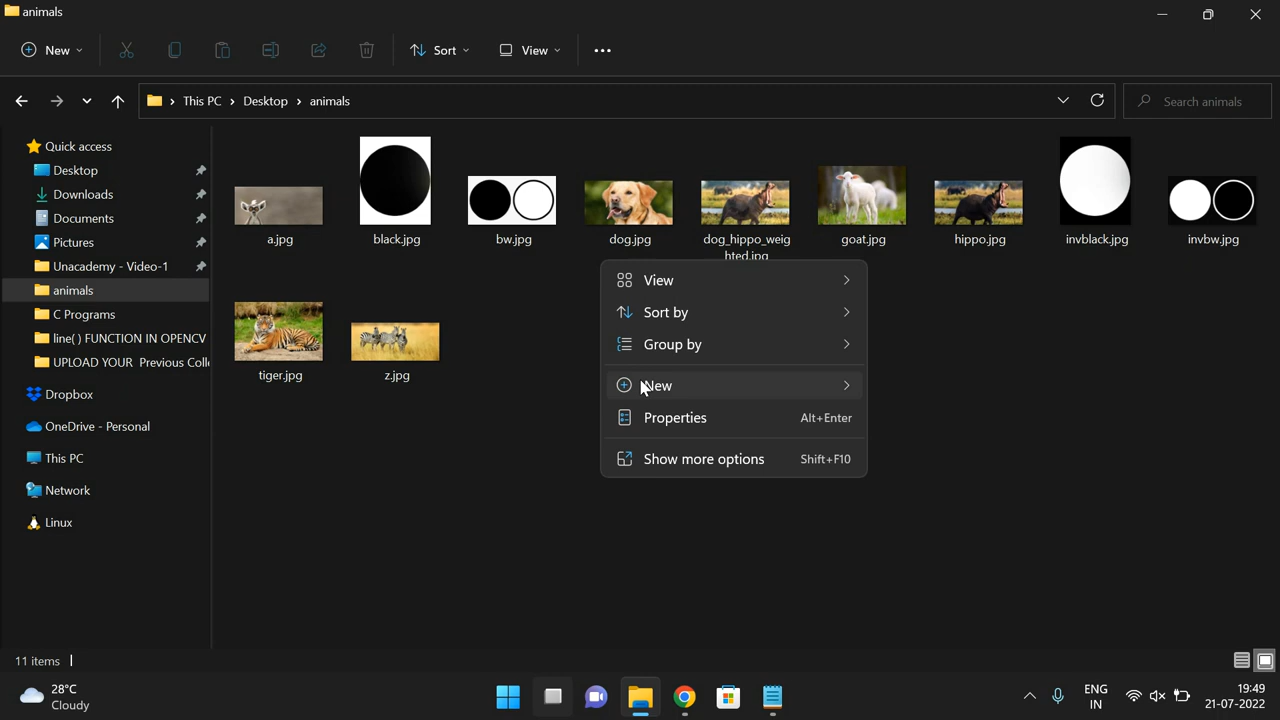 animals
New
Sort
View
This PC
Desktop
animals
Search animals
Quick access
Desktop
Downloads
Documents
Pictures
Unacademy - Video-1
animals
C Programs
line( ) FUNCTION IN OPENCV
UPLOAD YOUR Previous Coll
Dropbox
OneDrive - Personal
This PC
Network
Linux
a.jpg
black.jpg
bw.jpg
dog.jpg
dog_hippo_weig
hted.jpg
goat.jpg
hippo.jpg
invblack.jpg
invbw.jpg
tiger.jpg
z.jpg
View
Sort by
Group by
New
Properties Alt+Enter
Show more options Shift+F10
11 items
28°C
Cloudy
ENG
IN
19:49
21-07-2022